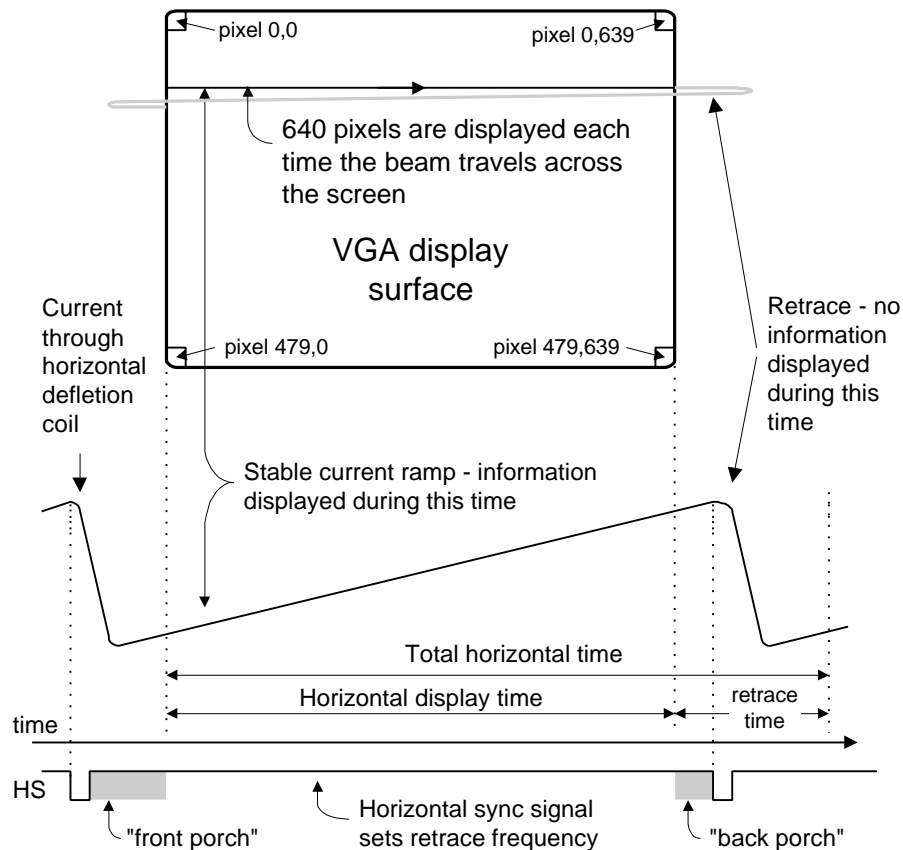 pixel 0,0
pixel 0,639
640 pixels are displayed each
time the beam travels across
the screen
VGA display
surface
Current
through
horizontal
defletion
coil
Retrace - no
information
displayed
during this
time
pixel 479,0
pixel 479,639
Stable current ramp - information
displayed during this time
Total horizontal time
Horizontal display time
retrace
time
time
HS
"front porch"
Horizontal sync signal
sets retrace frequency
"back porch"